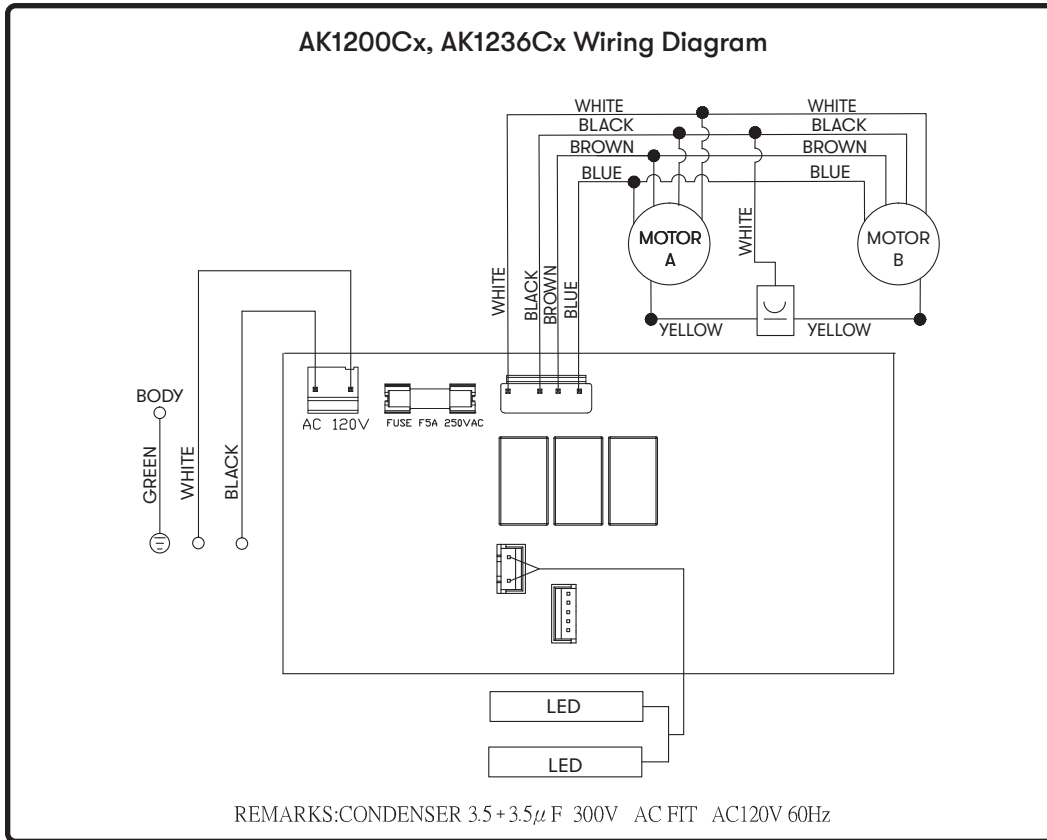 AK1200Cx, AK1236Cx Wiring Diagram
WHITE
WHITE
BLACK
BLACK
BROWN
BROWN
BLUE
BLUE
MOTOR
A
MOTOR
B
WHITE
WHITE
BLACK
BROWN
BLUE
YELLOW
YELLOW
BODY
AC 120V
FUSE F5A 250VAC
GREEN
WHITE
BLACK
LED
LED
REMARKS:CONDENSER 3.5+3.5μ F 300V AC FIT AC120V 60Hz